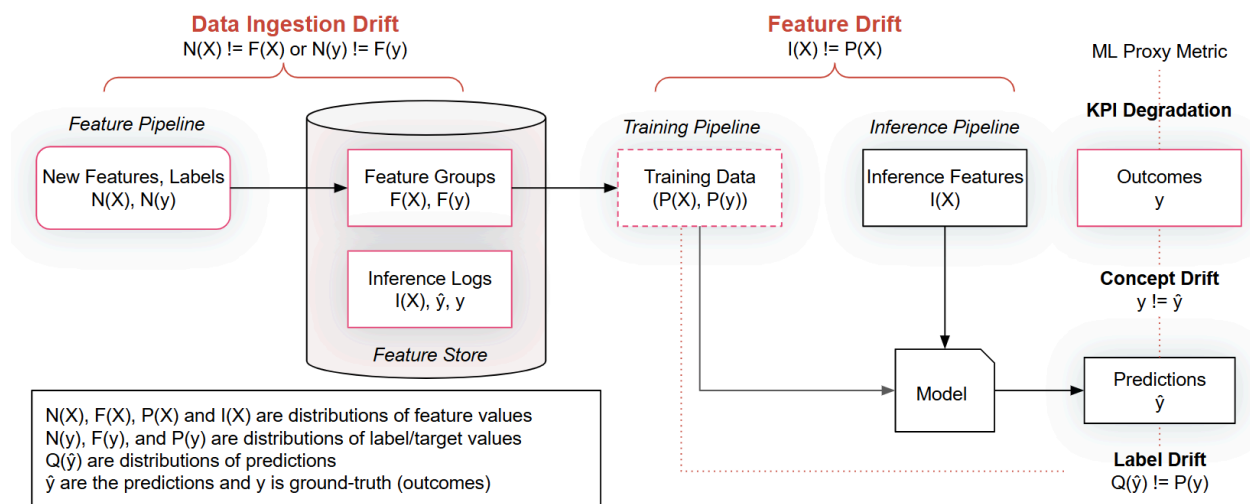 Data Ingestion Drift
N(X) != F(X) or N(y) != F(y)
Feature Drift
I(X) != P(X)
ML Proxy Metric
KPI Degradation
Feature Pipeline
New Features, Labels
N(X), N(y)
Feature Groups
F(X), F(y)
Inference Logs
I(X), ŷ, y
Feature Store
Training Pipeline
Training Data
(P(X), P(y))
Inference Pipeline
Inference Features
I(X)
Outcomes
y
Concept Drift
y != ŷ
Model
Predictions
ŷ
Label Drift
Q(ŷ) != P(y)
N(X), F(X), P(X) and I(X) are distributions of feature values
N(y), F(y), and P(y) are distributions of label/target values
Q(ŷ) are distributions of predictions
ŷ are the predictions and y is ground-truth (outcomes)